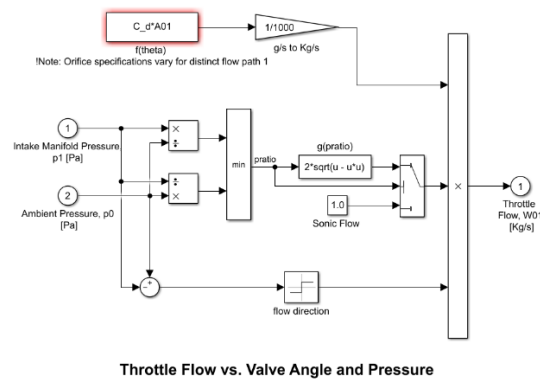 C_d*A01
f(theta)
!Note: Orifice specifications vary for distinct flow path 1
1/1000
g/s to Kg/s
1
Intake Manifold Pressure,
p1 [Pa]
×
÷
÷
×
min
pratio
g(pratio)
2*sqrt(u - u*u)
2
Ambient Pressure, p0
[Pa]
1.0
Sonic Flow
×
1
Throttle
Flow, W01
[Kg/s]
- +
flow direction
Throttle Flow vs. Valve Angle and Pressure